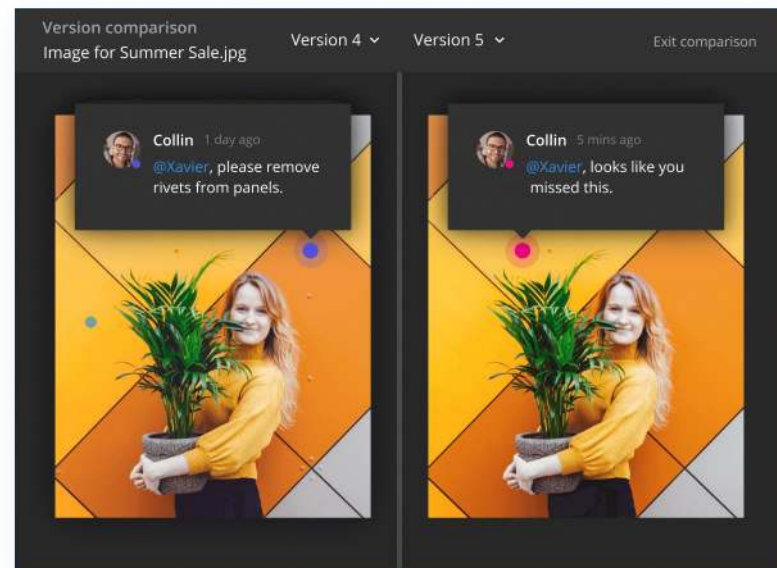 Version comparison
Image for Summer Sale.jpg
Version 4
Version 5
Exit comparison
Collin 1 day ago
@Xavier, please remove
rivets from panels.
Collin 5 mins ago
@Xavier, looks like you
missed this.